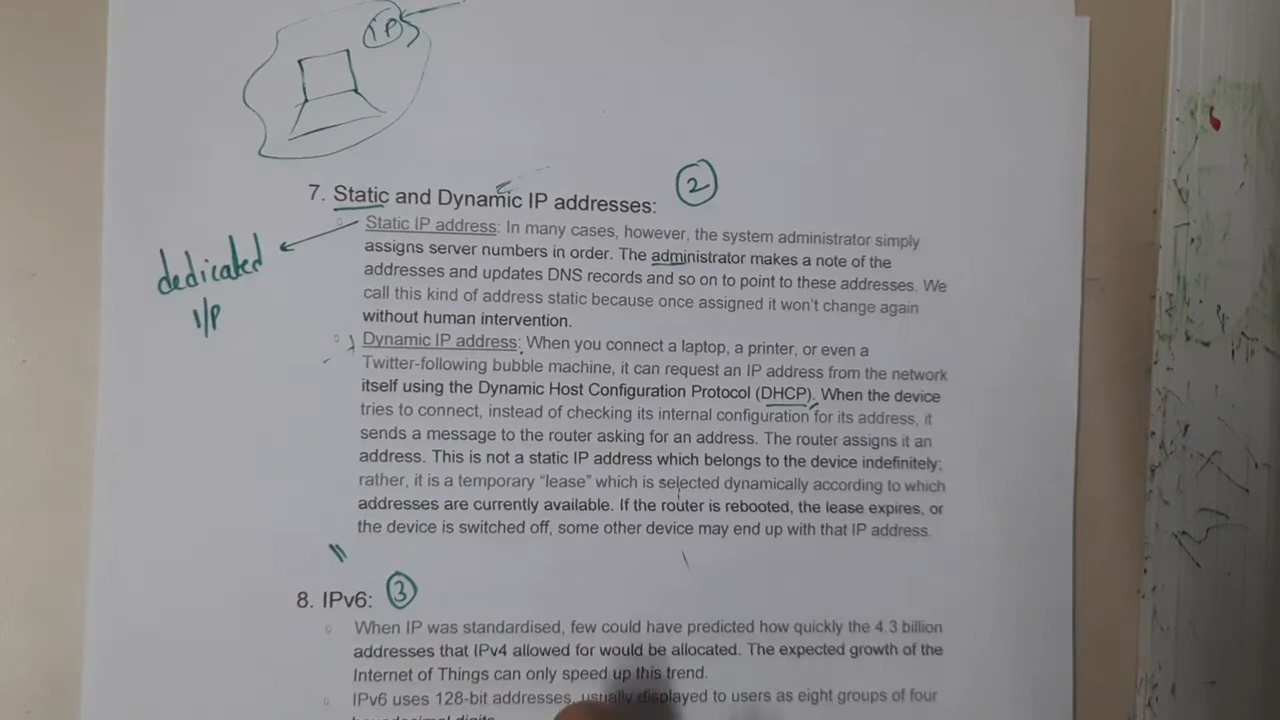 IP
7. Static and Dynamic IP addresses: 2
Static IP address: In many cases, however, the system administrator simply
assigns server numbers in order. The administrator makes a note of the
addresses and updates DNS records and so on to point to these addresses. We
call this kind of address static because once assigned it won't change again
without human intervention.
dedicated
I/P
Dynamic IP address: When you connect a laptop, a printer, or even a
Twitter-following bubble machine, it can request an IP address from the network
itself using the Dynamic Host Configuration Protocol (DHCP). When the device
tries to connect, instead of checking its internal configuration for its address, it
sends a message to the router asking for an address. The router assigns it an
address. This is not a static IP address which belongs to the device indefinitely;
rather, it is a temporary “lease” which is selected dynamically according to which
addresses are currently available. If the router is rebooted, the lease expires, or
the device is switched off, some other device may end up with that IP address.
8. IPv6: 3
When IP was standardised, few could have predicted how quickly the 4.3 billion
addresses that IPv4 allowed for would be allocated. The expected growth of the
Internet of Things can only speed up this trend.
IPv6 uses 128-bit addresses, usually displayed to users as eight groups of four